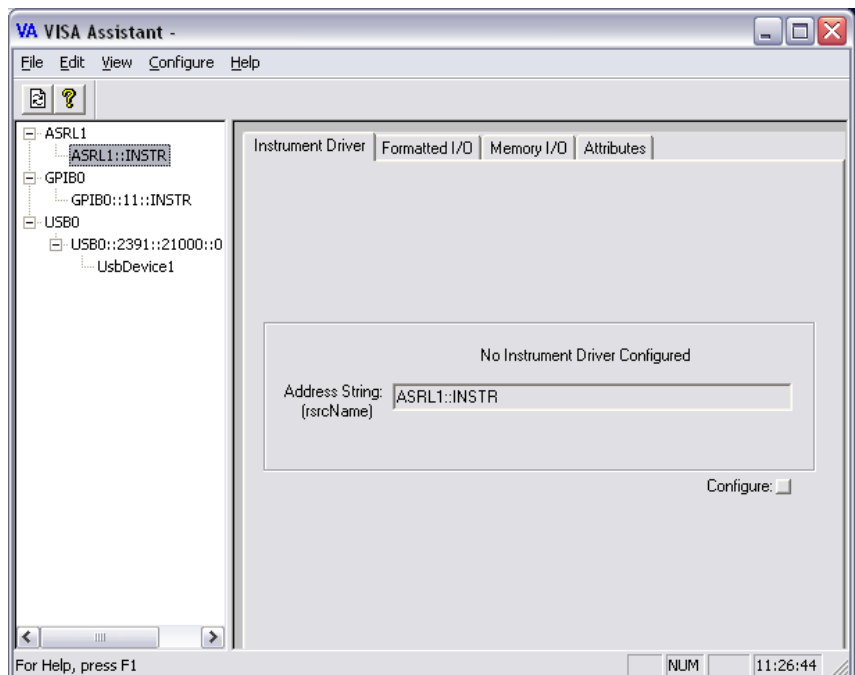 VA VISA Assistant -
File Edit View Configure Help
ASRL1
ASRL1::INSTR
GPIB0
GPIB0::11::INSTR
USB0
USB0::2391::21000::0
UsbDevice1
Instrument Driver Formatted I/O Memory I/O Attributes
No Instrument Driver Configured
Address String: ASRL1::INSTR
(rsrcName)
Configure:
For Help, press F1 NUM 11:26:44